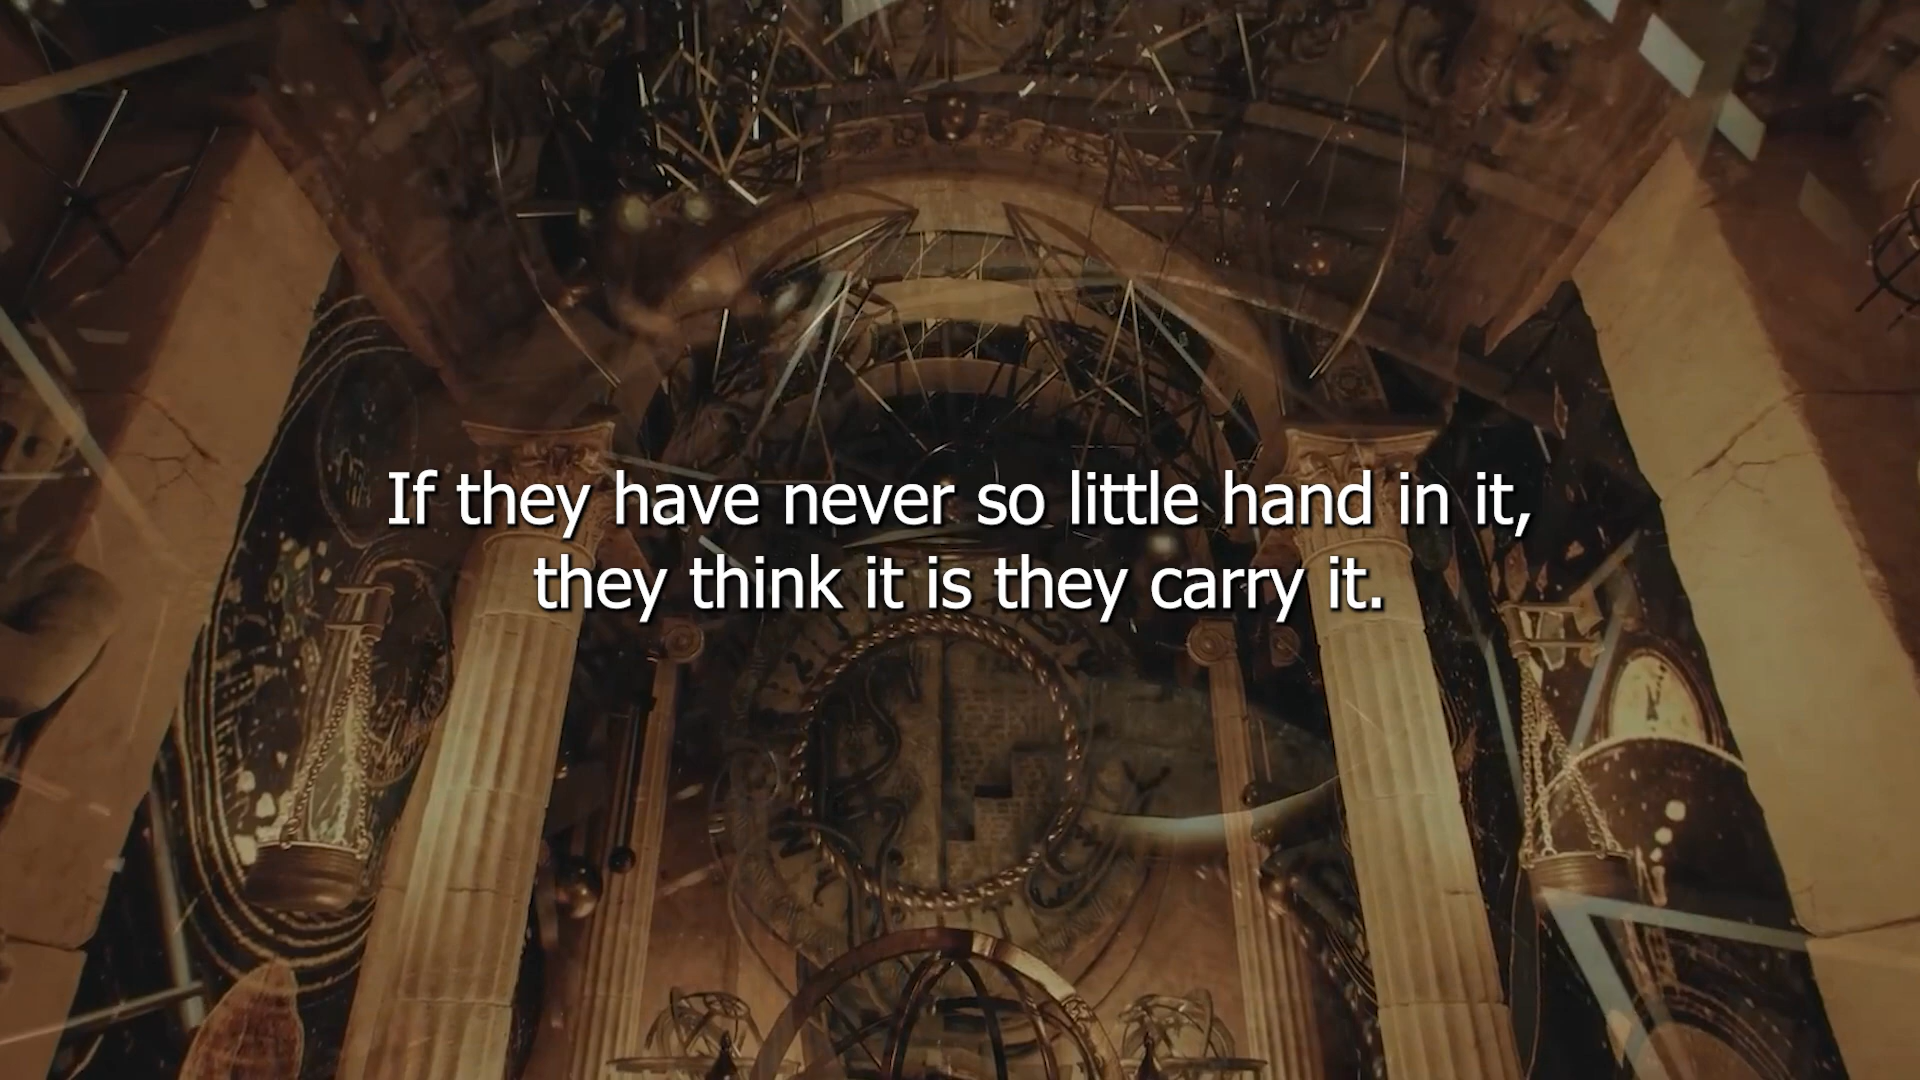 If they have never so little hand in it,
they think it is they carry it.